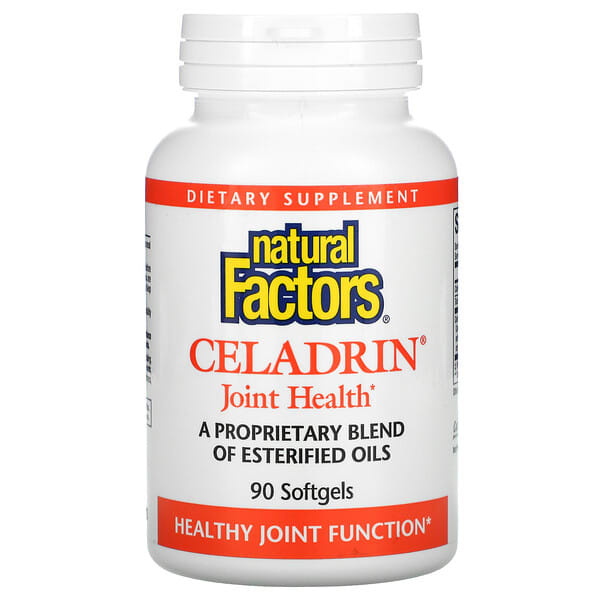 DIETARY SUPPLEMENT
natural
Factors®
CELADRIN®
Joint Health*
A PROPRIETARY BLEND
OF ESTERIFIED OILS
90 Softgels
HEALTHY JOINT FUNCTION*